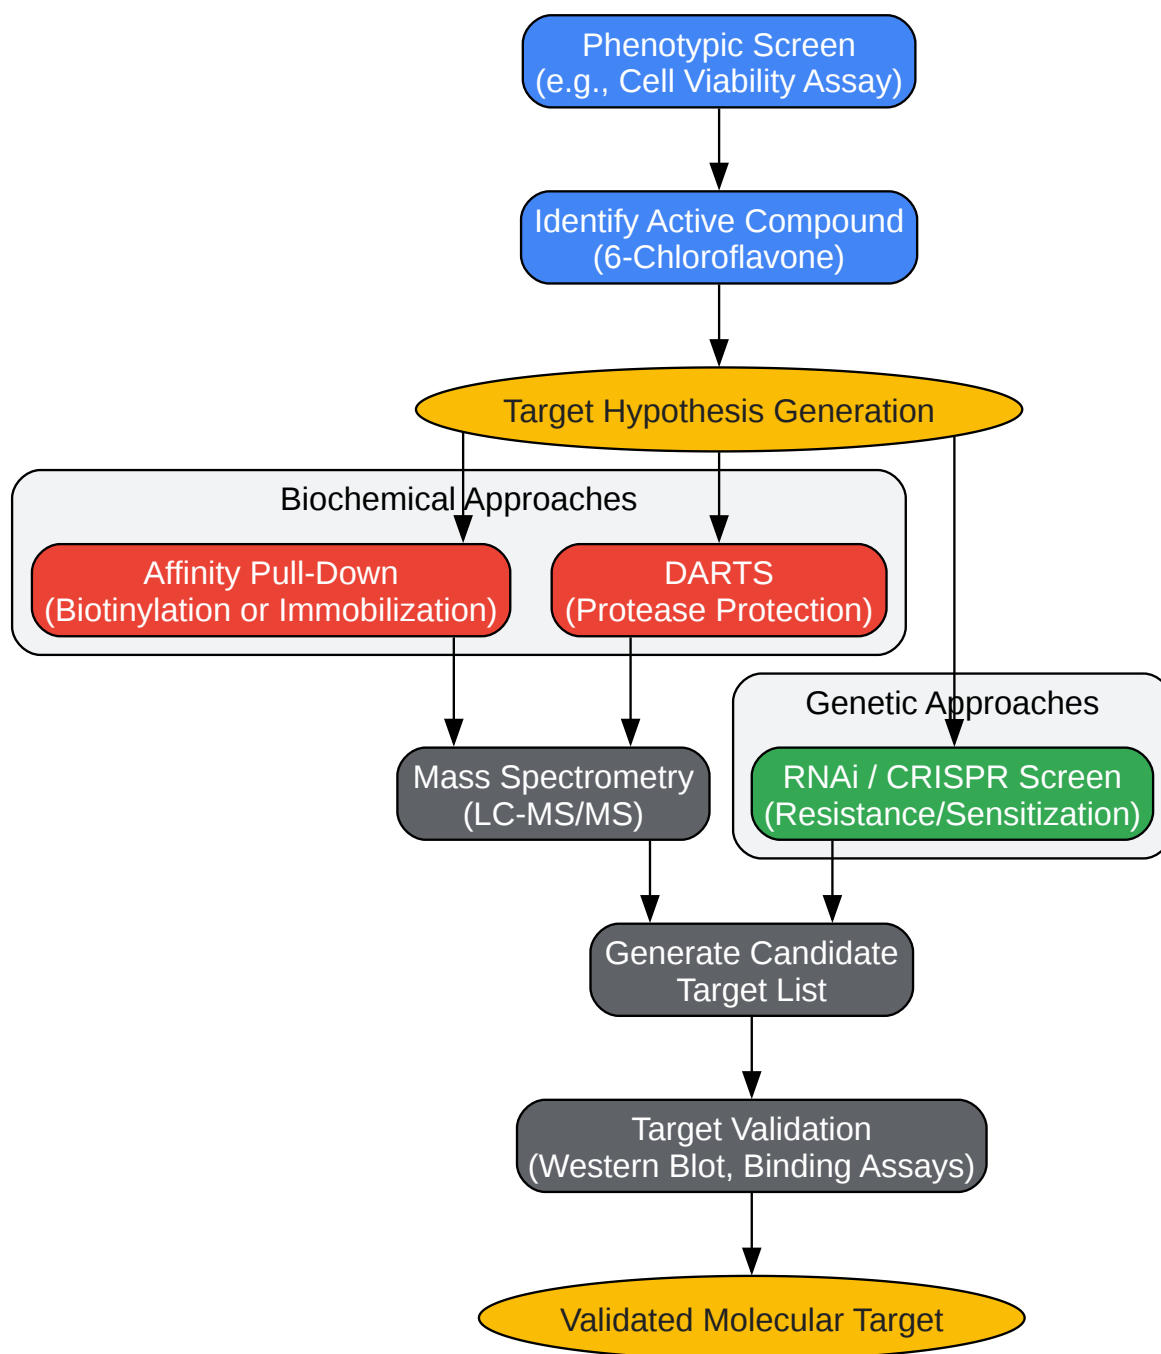 Phenotypic Screen
(e.g., Cell Viability Assay)
Identify Active Compound
(6-Chloroflavone)
Target Hypothesis Generation
Biochemical Approaches
Affinity Pull-Down
(Biotinylation or Immobilization)
DARTS
(Protease Protection)
Genetic Approaches
Mass Spectrometry
(LC-MS/MS)
RNAi / CRISPR Screen
(Resistance/Sensitization)
Generate Candidate
Target List
Target Validation
(Western Blot, Binding Assays)
Validated Molecular Target